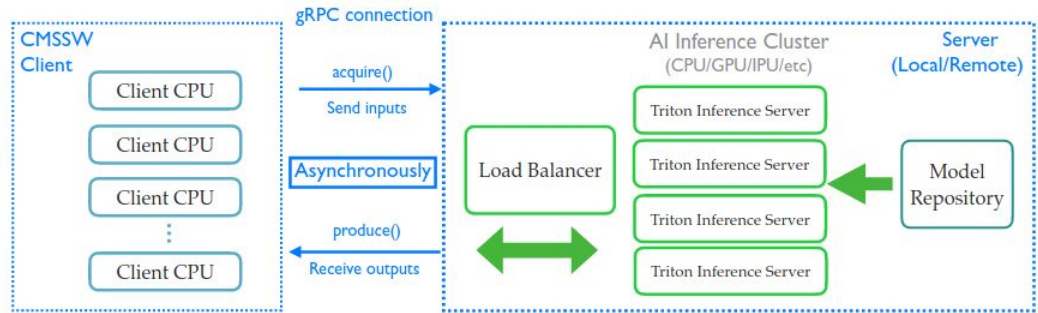 gRPC connection
CMSSW
Client
Client CPU
Client CPU
Client CPU
Client CPU
acquire()
Send inputs
Asynchronously
produce()
Receive outputs
AI Inference Cluster
(CPU/GPU/IPU/etc)
Server
(Local/Remote)
Load Balancer
Triton Inference Server
Triton Inference Server
Triton Inference Server
Triton Inference Server
Model
Repository